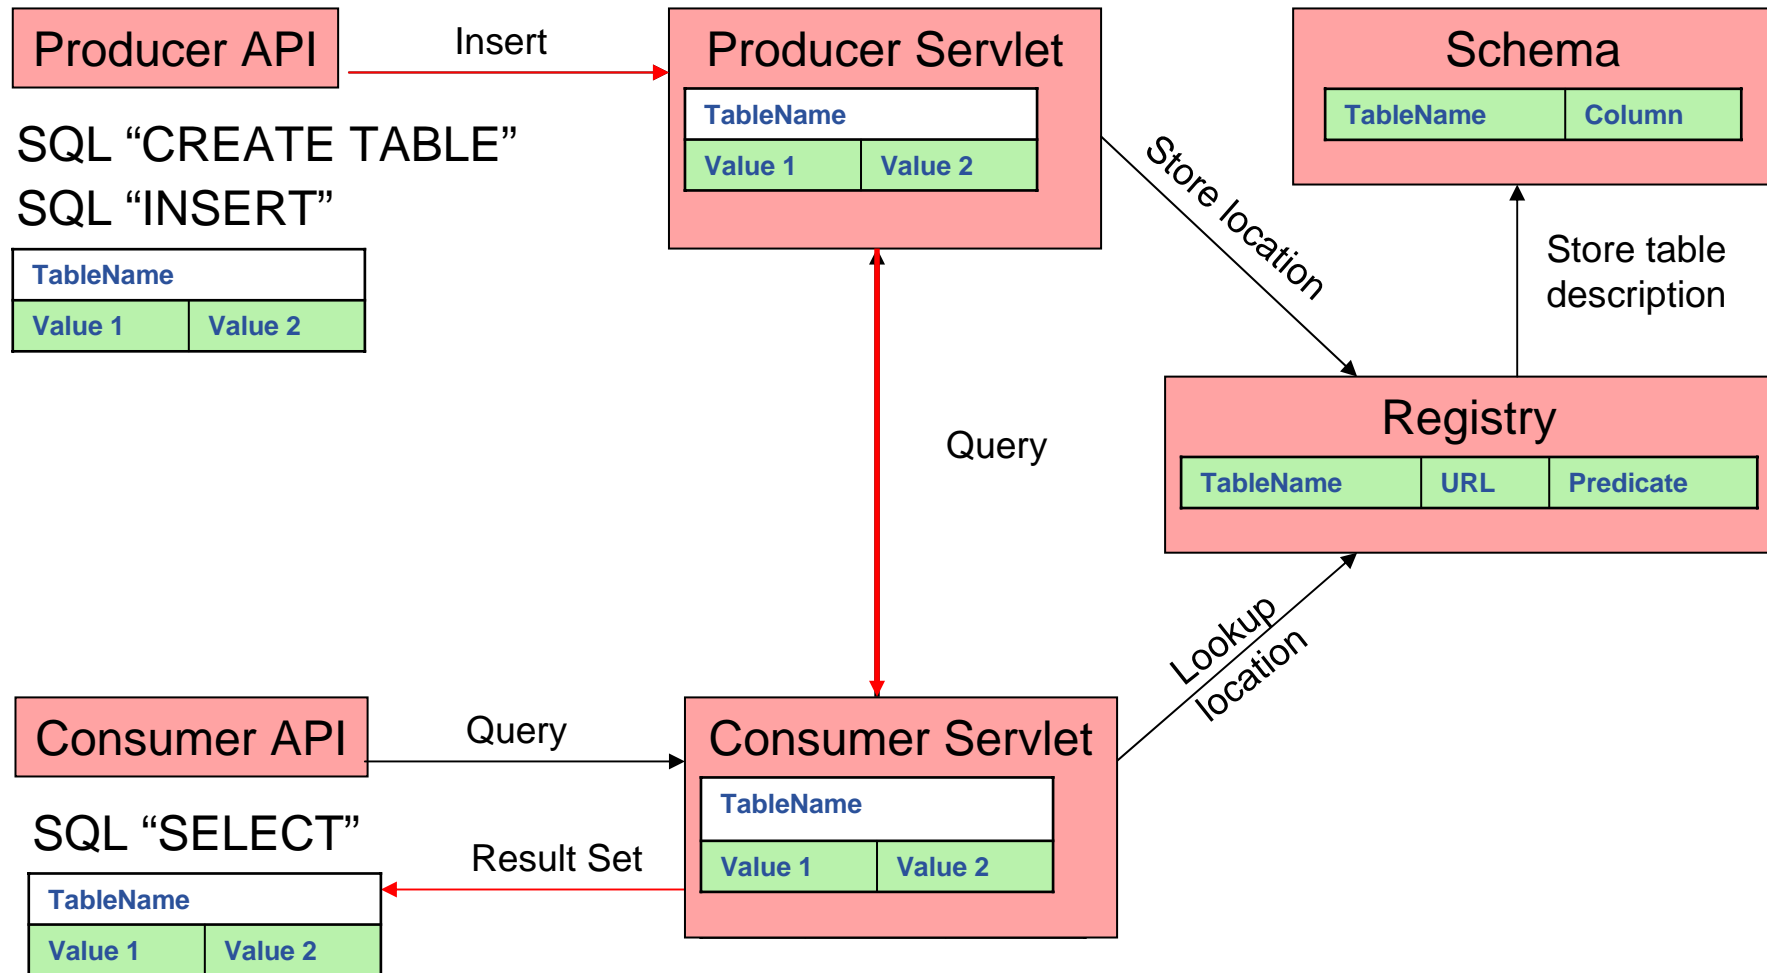 Producer API
Insert
Producer Servlet
TableName
Value 1 Value 2
Schema
TableName Column
SQL “CREATE TABLE”
SQL “INSERT”
TableName
Value 1 Value 2
Store location
Store table
description
Query
Registry
TableName URL Predicate
Lookup
location
Consumer API
Query
Consumer Servlet
TableName
Value 1 Value 2
SQL “SELECT”
Result Set
TableName
Value 1 Value 2